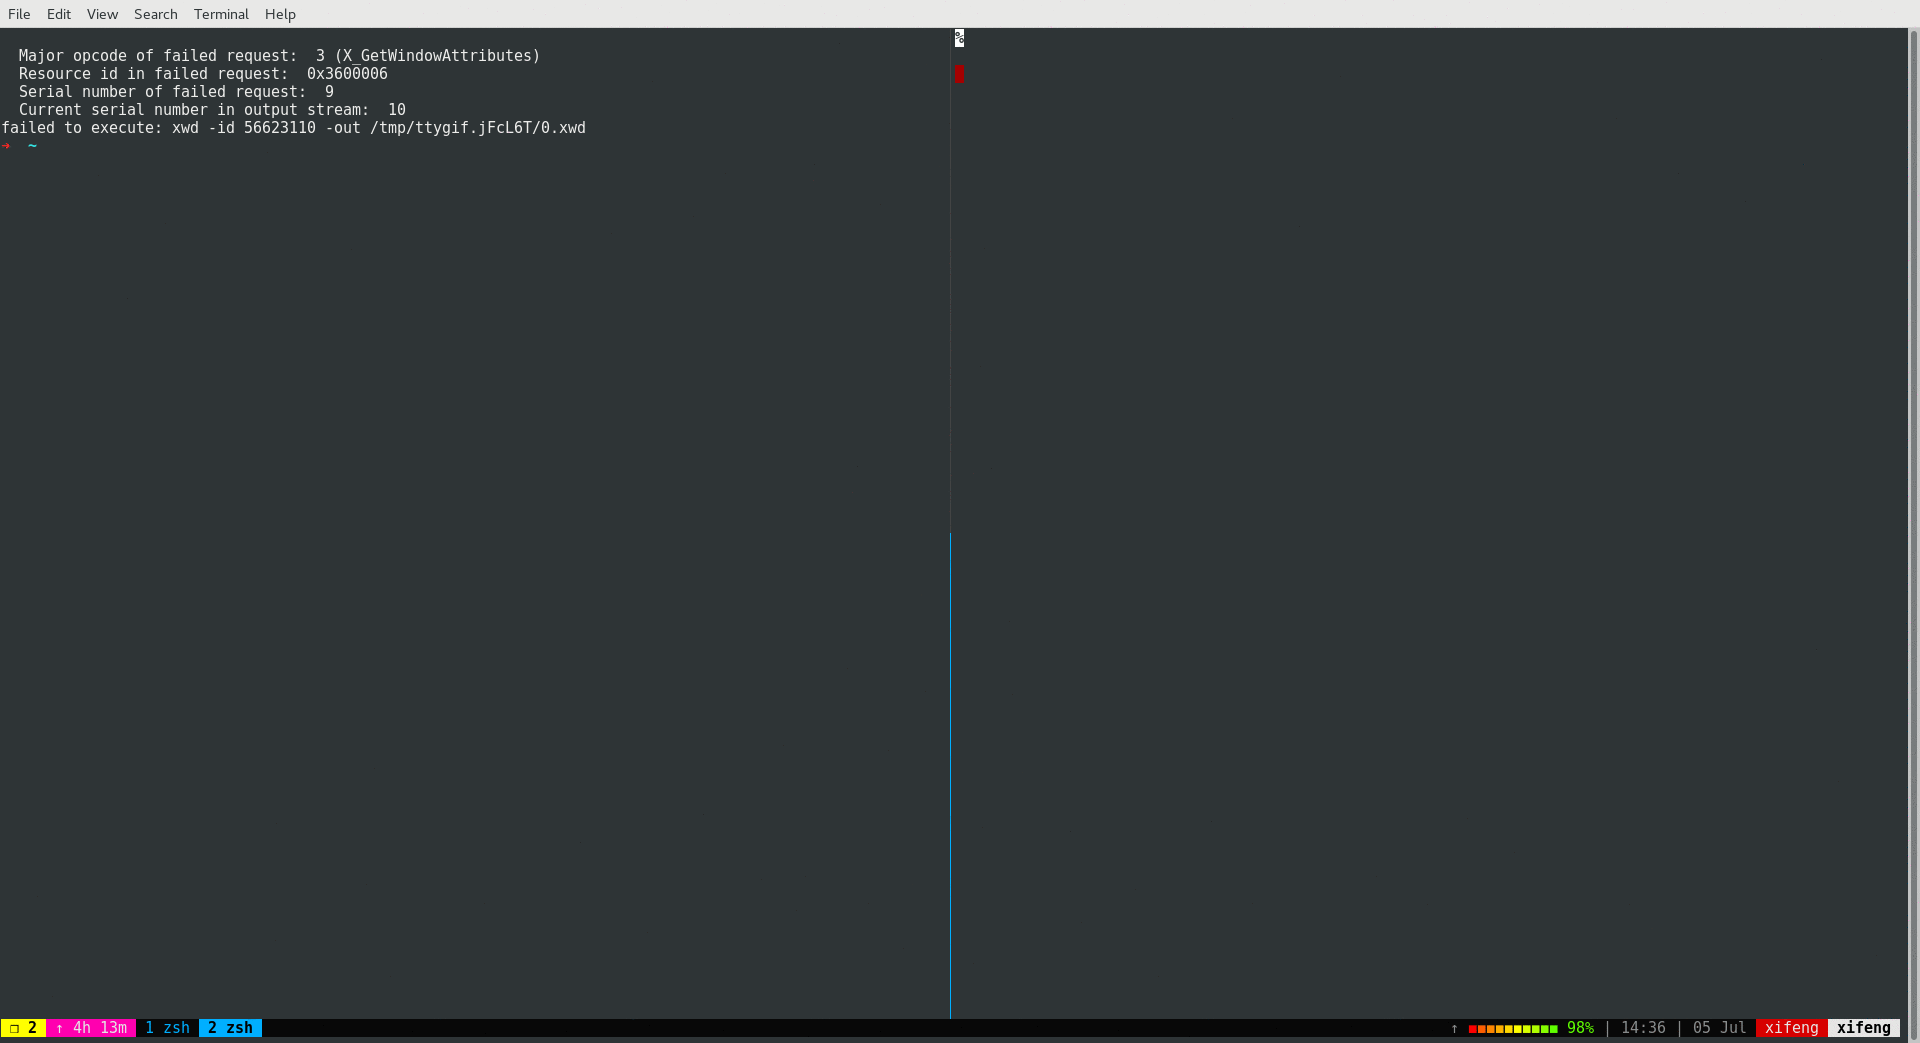 File Edit View Search Terminal Help
Major opcode of failed request:  3 (X_GetWindowAttributes)
Resource id in failed request:  0x3600006
Serial number of failed request:  9
Current serial number in output stream:  10
failed to execute: xwd -id 56623110 -out /tmp/ttygif.jFcL6T/0.xwd
➜  ~
%
❐ 2 ↑ 4h 13m 1 zsh 2 zsh ↑ ■■■■■■■■■■ 98% | 14:36 | 05 Jul xifeng xifeng